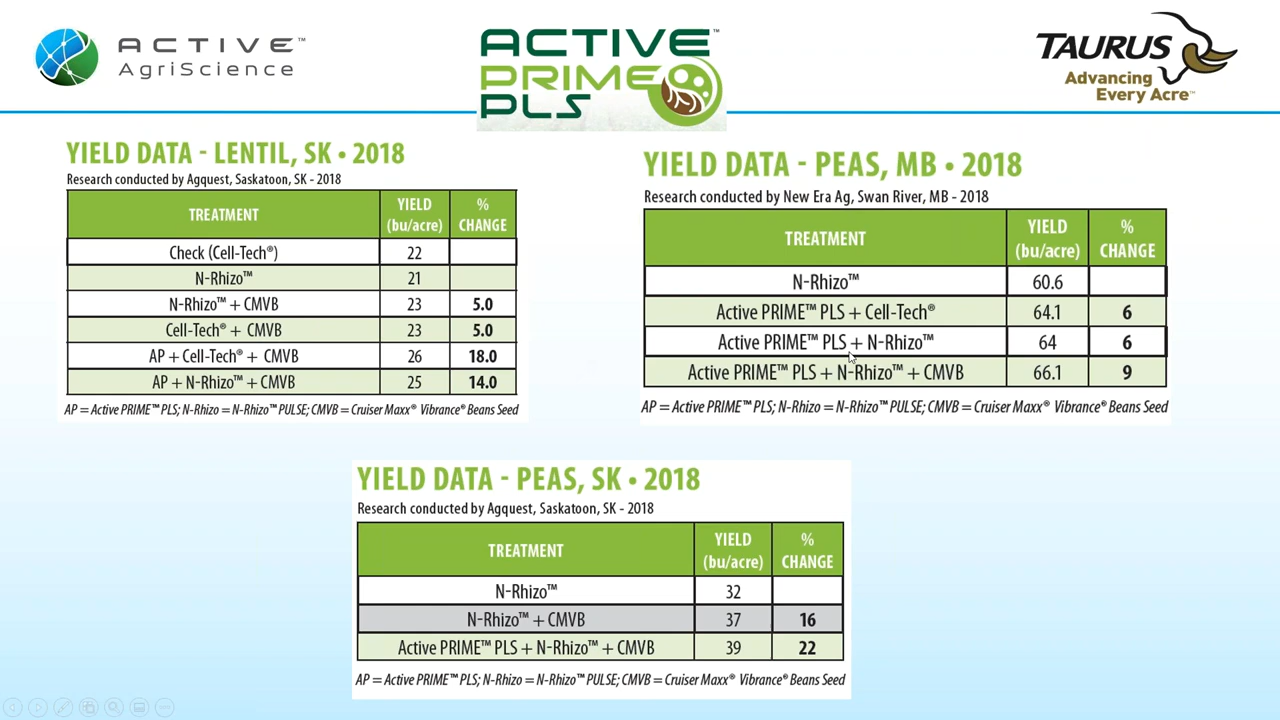 ACTIVE™
AgriScience
ACTIVE™
PRIME
PLS
TAURUS
Advancing
Every Acre™
YIELD DATA - LENTIL, SK • 2018
Research conducted by Agquest, Saskatoon, SK - 2018
TREATMENT YIELD (bu/acre) % CHANGE
Check (Cell-Tech®) 22
N-Rhizo™ 21
N-Rhizo™ + CMVB 23 5.0
Cell-Tech® + CMVB 23 5.0
AP + Cell-Tech® + CMVB 26 18.0
AP + N-Rhizo™ + CMVB 25 14.0
AP = Active PRIME™ PLS; N-Rhizo = N-Rhizo™ PULSE; CMVB = Cruiser Maxx® Vibrance® Beans Seed
YIELD DATA - PEAS, MB • 2018
Research conducted by New Era Ag, Swan River, MB - 2018
TREATMENT YIELD (bu/acre) % CHANGE
N-Rhizo™ 60.6
Active PRIME™ PLS + Cell-Tech® 64.1 6
Active PRIME™ PLS + N-Rhizo™ 64 6
Active PRIME™ PLS + N-Rhizo™ + CMVB 66.1 9
AP = Active PRIME™ PLS; N-Rhizo = N-Rhizo™ PULSE; CMVB = Cruiser Maxx® Vibrance® Beans Seed
YIELD DATA - PEAS, SK • 2018
Research conducted by Agquest, Saskatoon, SK - 2018
TREATMENT YIELD (bu/acre) % CHANGE
N-Rhizo™ 32
N-Rhizo™ + CMVB 37 16
Active PRIME™ PLS + N-Rhizo™ + CMVB 39 22
AP = Active PRIME™ PLS; N-Rhizo = N-Rhizo™ PULSE; CMVB = Cruiser Maxx® Vibrance® Beans Seed